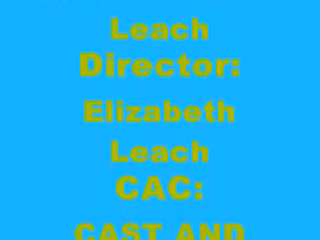 Leach
Director:
Elizabeth
Leach
CAC:
CAST AND